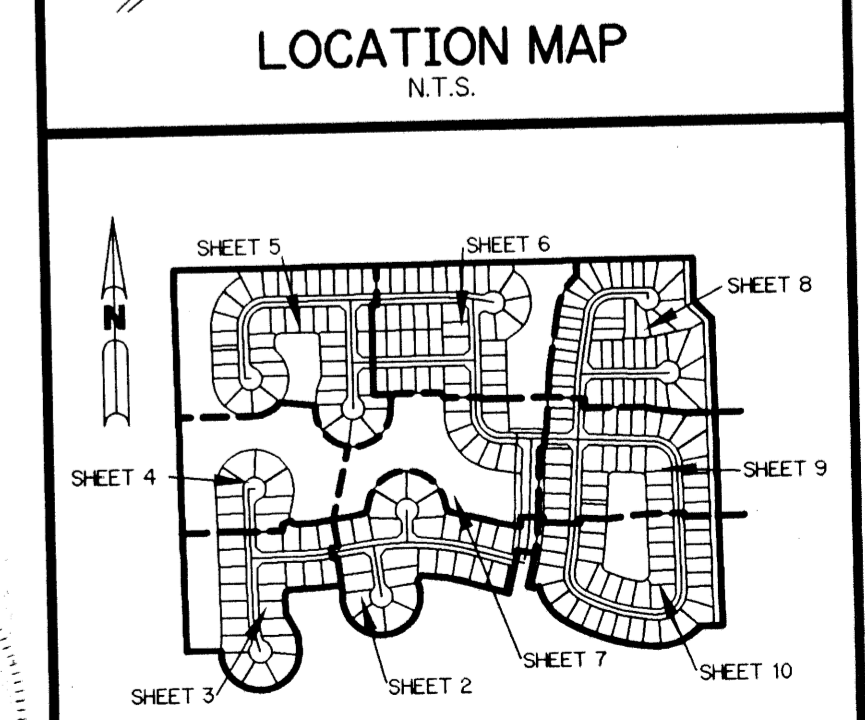 LOCATION MAP
N.T.S.
SHEET 5
SHEET 6
SHEET 8
N
SHEET 4
SHEET 9
SHEET 7
SHEET 10
SHEET 2
SHEET 3